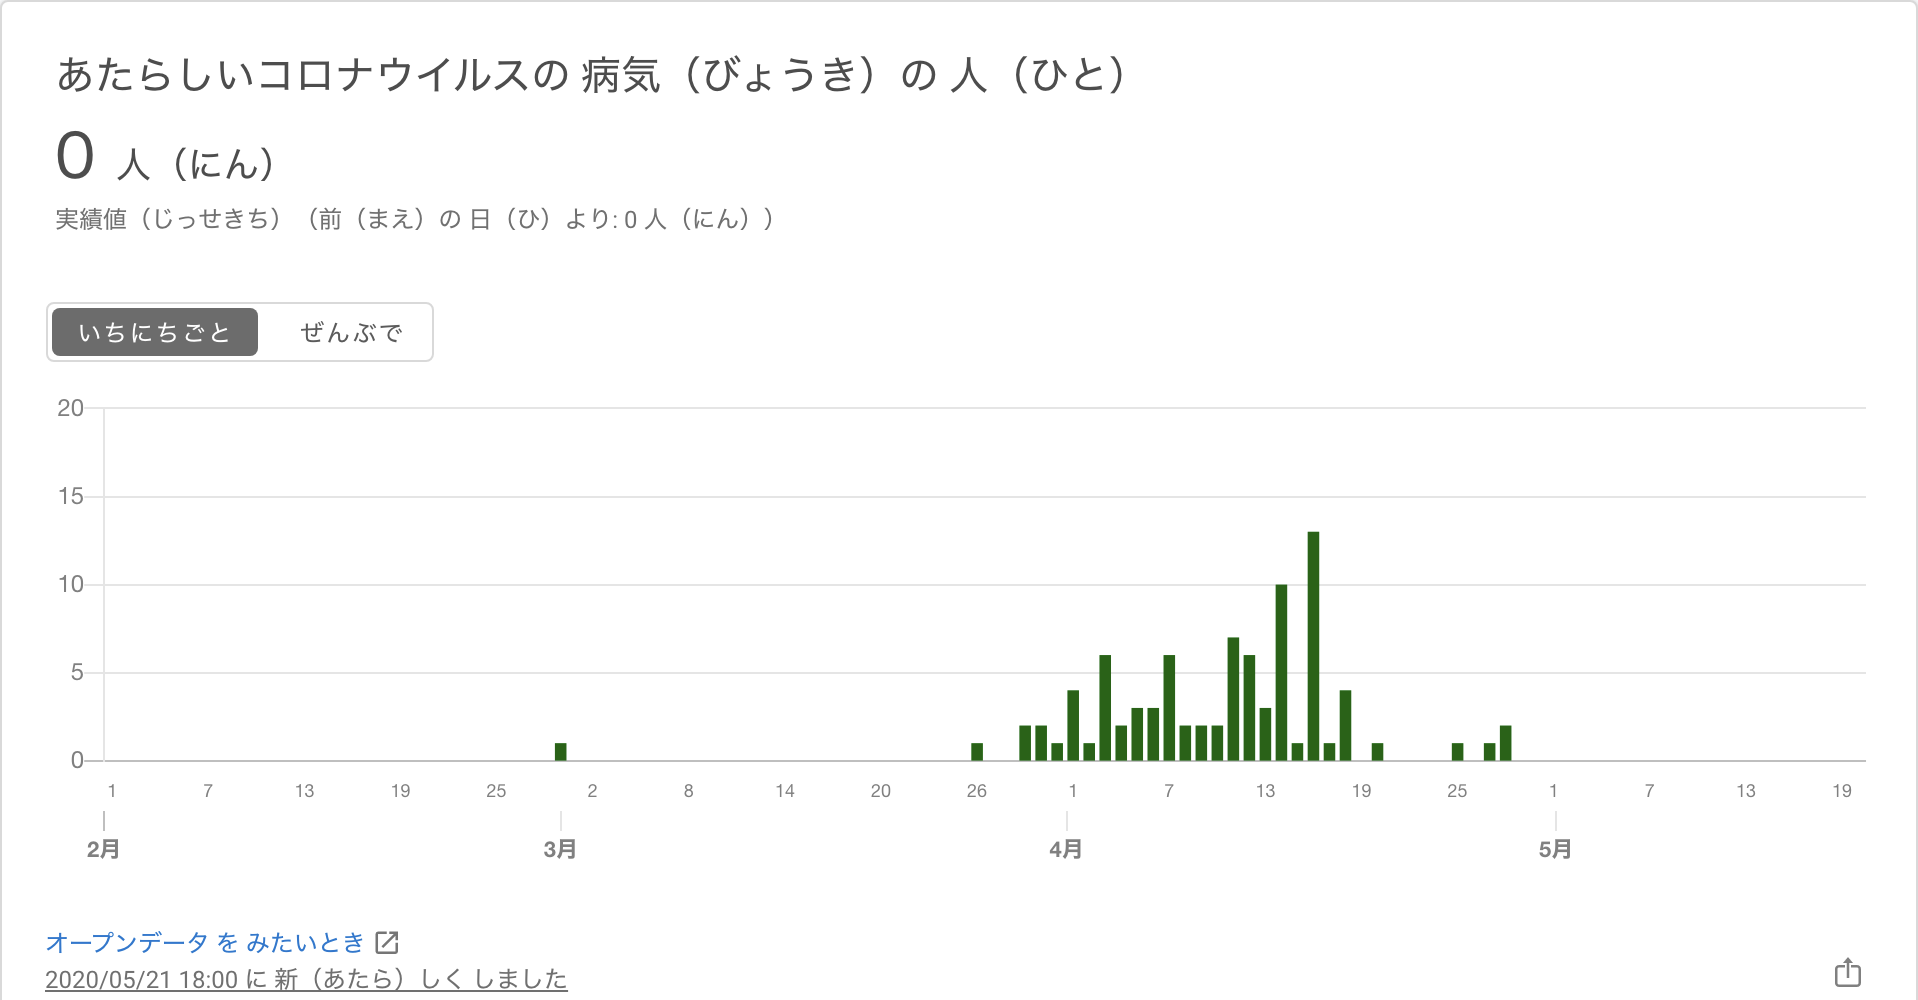 あたらしいコロナウイルスの 病気（びょうき）の 人（ひと）
0 人（にん）
実績値（じっせきち）（前（まえ）の 日（ひ）より: 0 人（にん））
いちにちごと ぜんぶで
20
15
10
5
0
1 7 13 19 25 2 8 14 20 26 1 7 13 19 25 1 7 13 19
2月 3月 4月 5月
オープンデータ を みたいとき
2020/05/21 18:00 に 新（あたら）しく しました